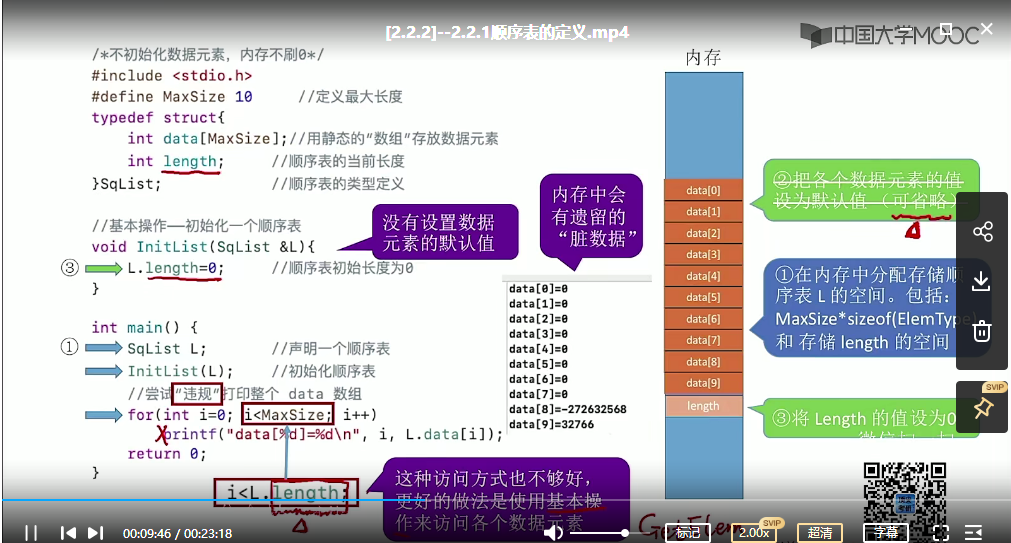 [2.2.2]--2.2.1顺序表的定义.mp4
中国大学MOOC
/*不初始化数据元素，内存不刷0*/
#include <stdio.h>
#define MaxSize 10 //定义最大长度
typedef struct{
int data[MaxSize];//用静态的“数组”存放数据元素
int length; //顺序表的当前长度
}SqList; //顺序表的类型定义
//基本操作—初始化一个顺序表
void InitList(SqList &L){
③ L.length=0; //顺序表初始长度为0
}
int main() {
① SqList L; //声明一个顺序表
InitList(L); //初始化顺序表
//尝试“违规”打印整个 data 数组
for(int i=0; i<MaxSize; i++)
printf("data[%d]=%d\n", i, L.data[i]);
return 0;
}
i<L.length;
没有设置数据
元素的默认值
内存中会
有遗留的
“脏数据”
data[0]=0
data[1]=0
data[2]=0
data[3]=0
data[4]=0
data[5]=0
data[6]=0
data[7]=0
data[8]=-272632568
data[9]=32766
这种访问方式也不够好，
更好的做法是使用基本操
作来访问各个数据元素
GetElem
内存
data[0]
data[1]
data[2]
data[3]
data[4]
data[5]
data[6]
data[7]
data[8]
data[9]
length
②把各个数据元素的值
设为默认值（可省略）
①在内存中分配存储顺
序表 L 的空间。包括：
MaxSize*sizeof(ElemType)
和 存储 length 的空间
③将 Length 的值设为0
SVIP
00:09:46 / 00:23:18
标记
2.00x
SVIP
超清
字幕